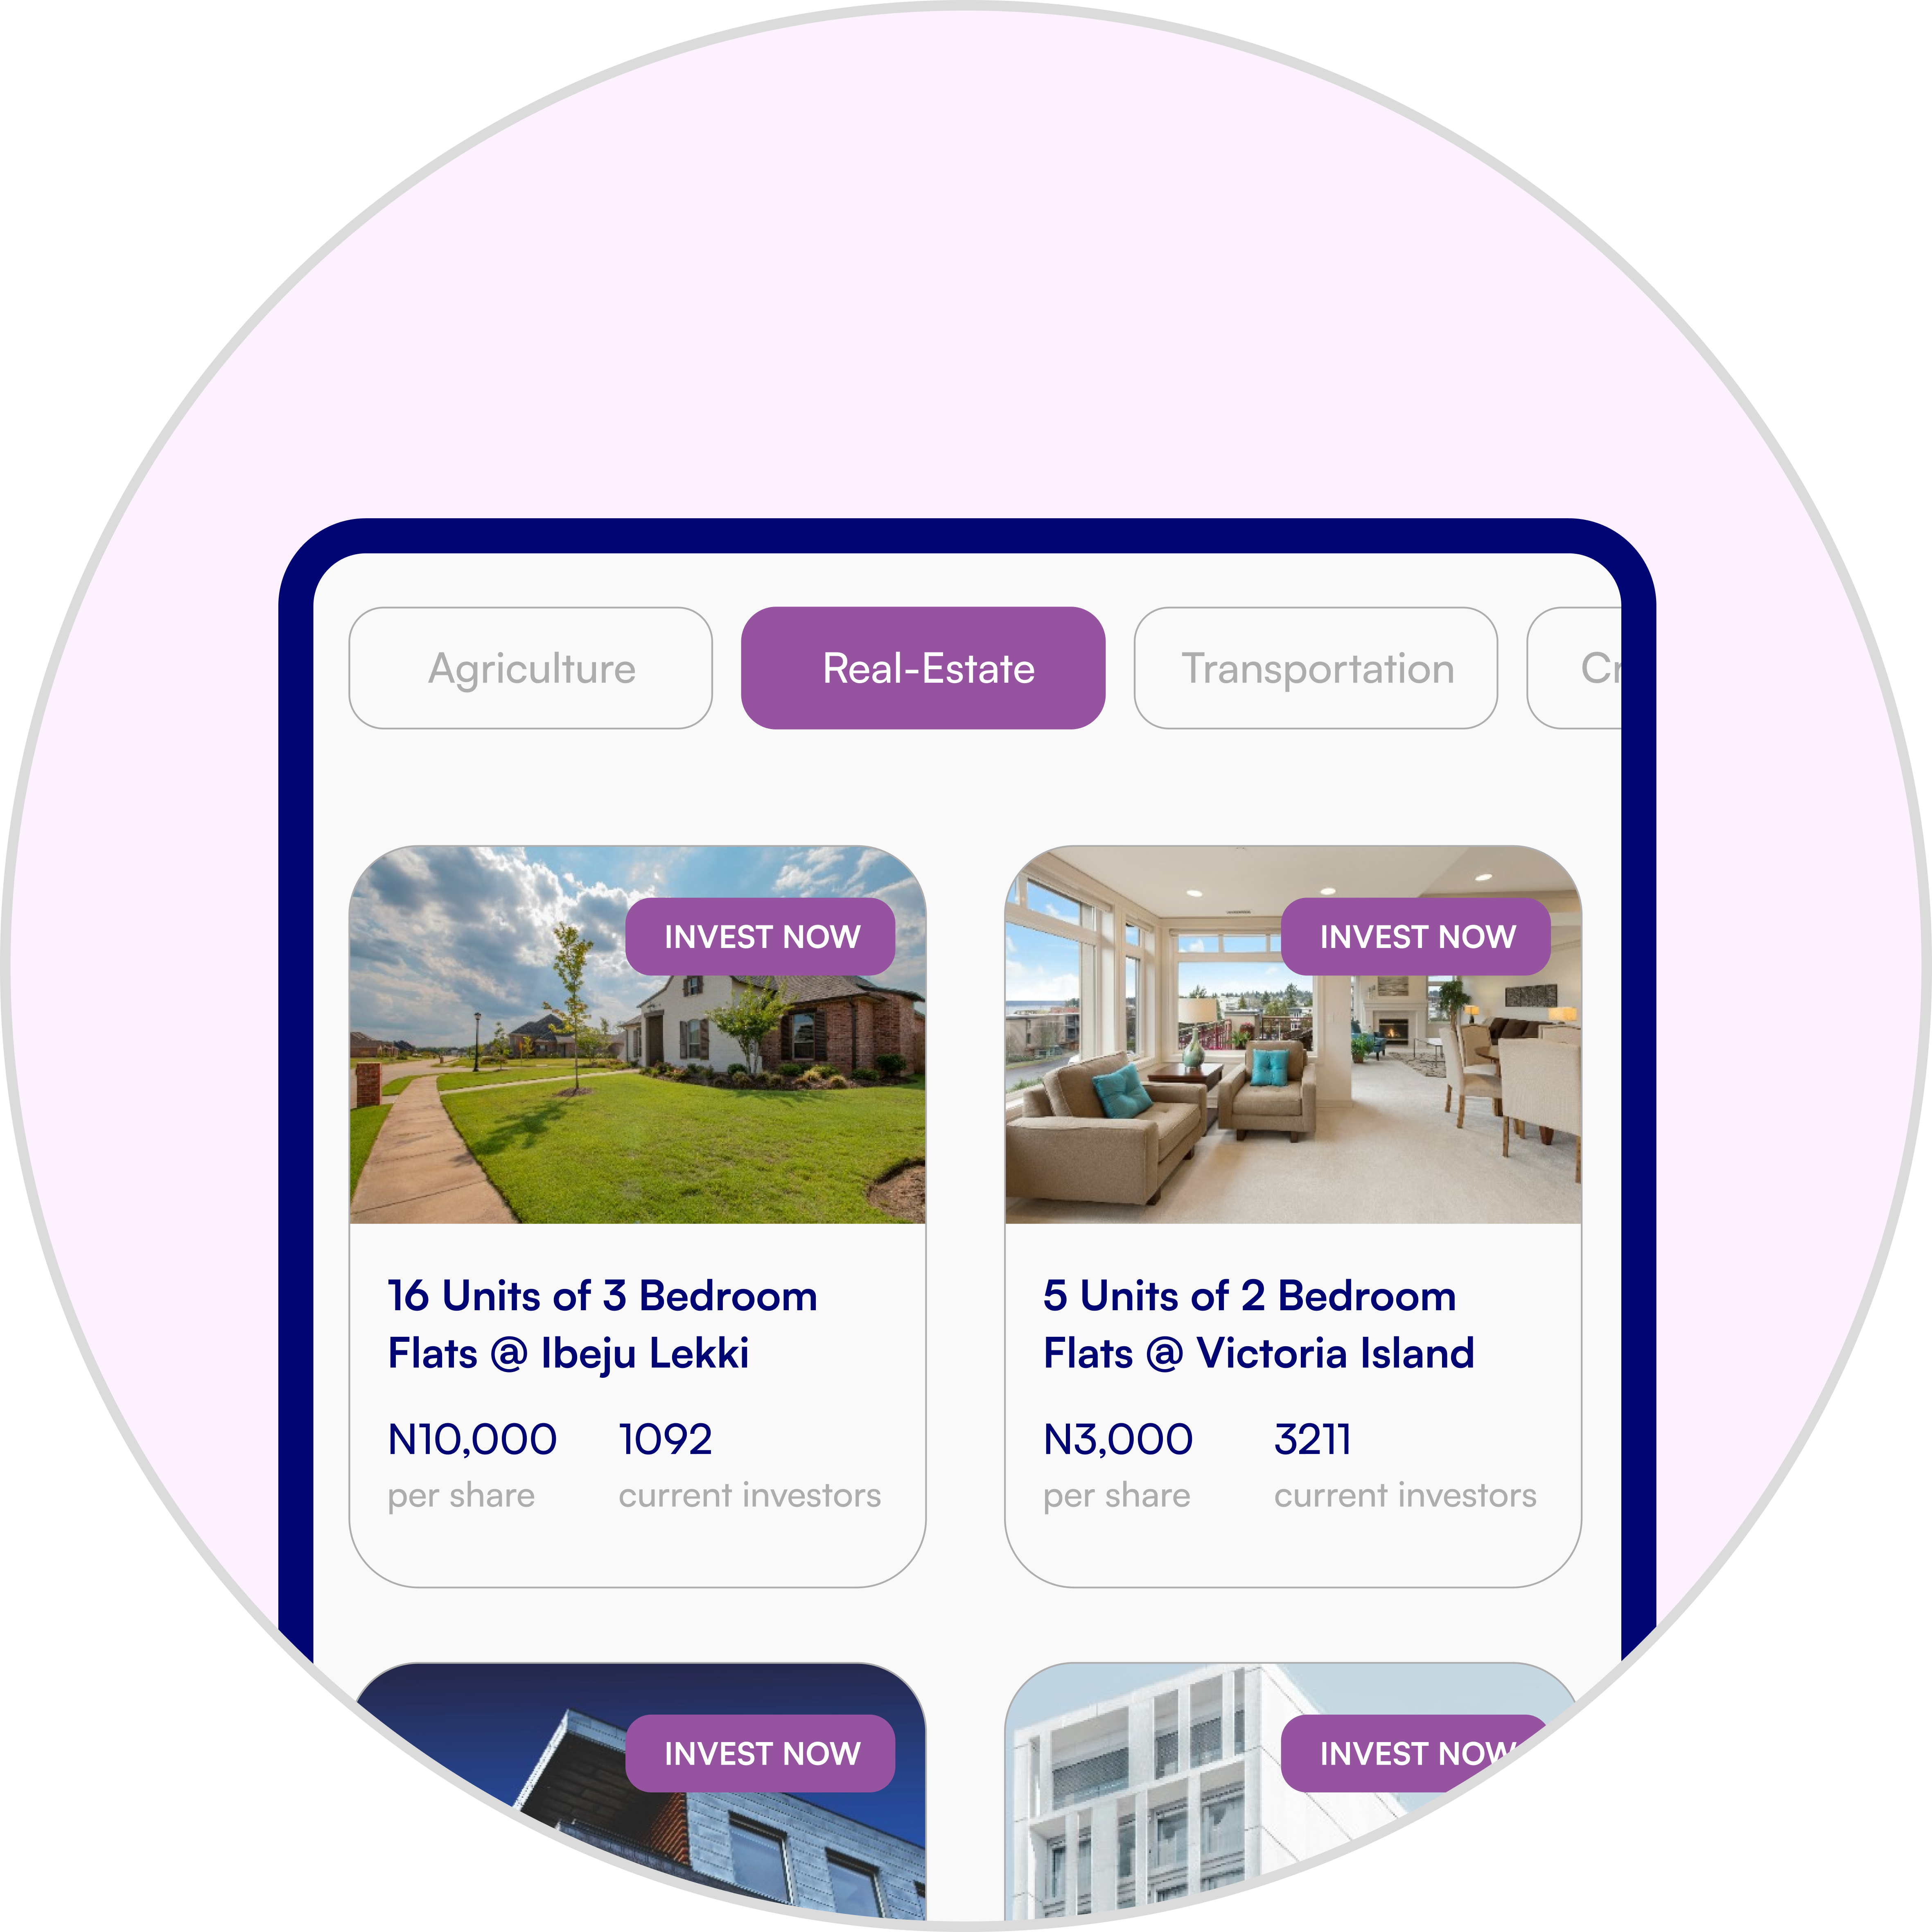 Agriculture
Real-Estate
Transportation
INVEST NOW
INVEST NOW
16 Units of 3 Bedroom
Flats @ Ibeju Lekki
N10,000
1092
per share
current investors
5 Units of 2 Bedroom
Flats @ Victoria Island
N3,000
3211
per share
current investors
INVEST NOW
INVEST NOW